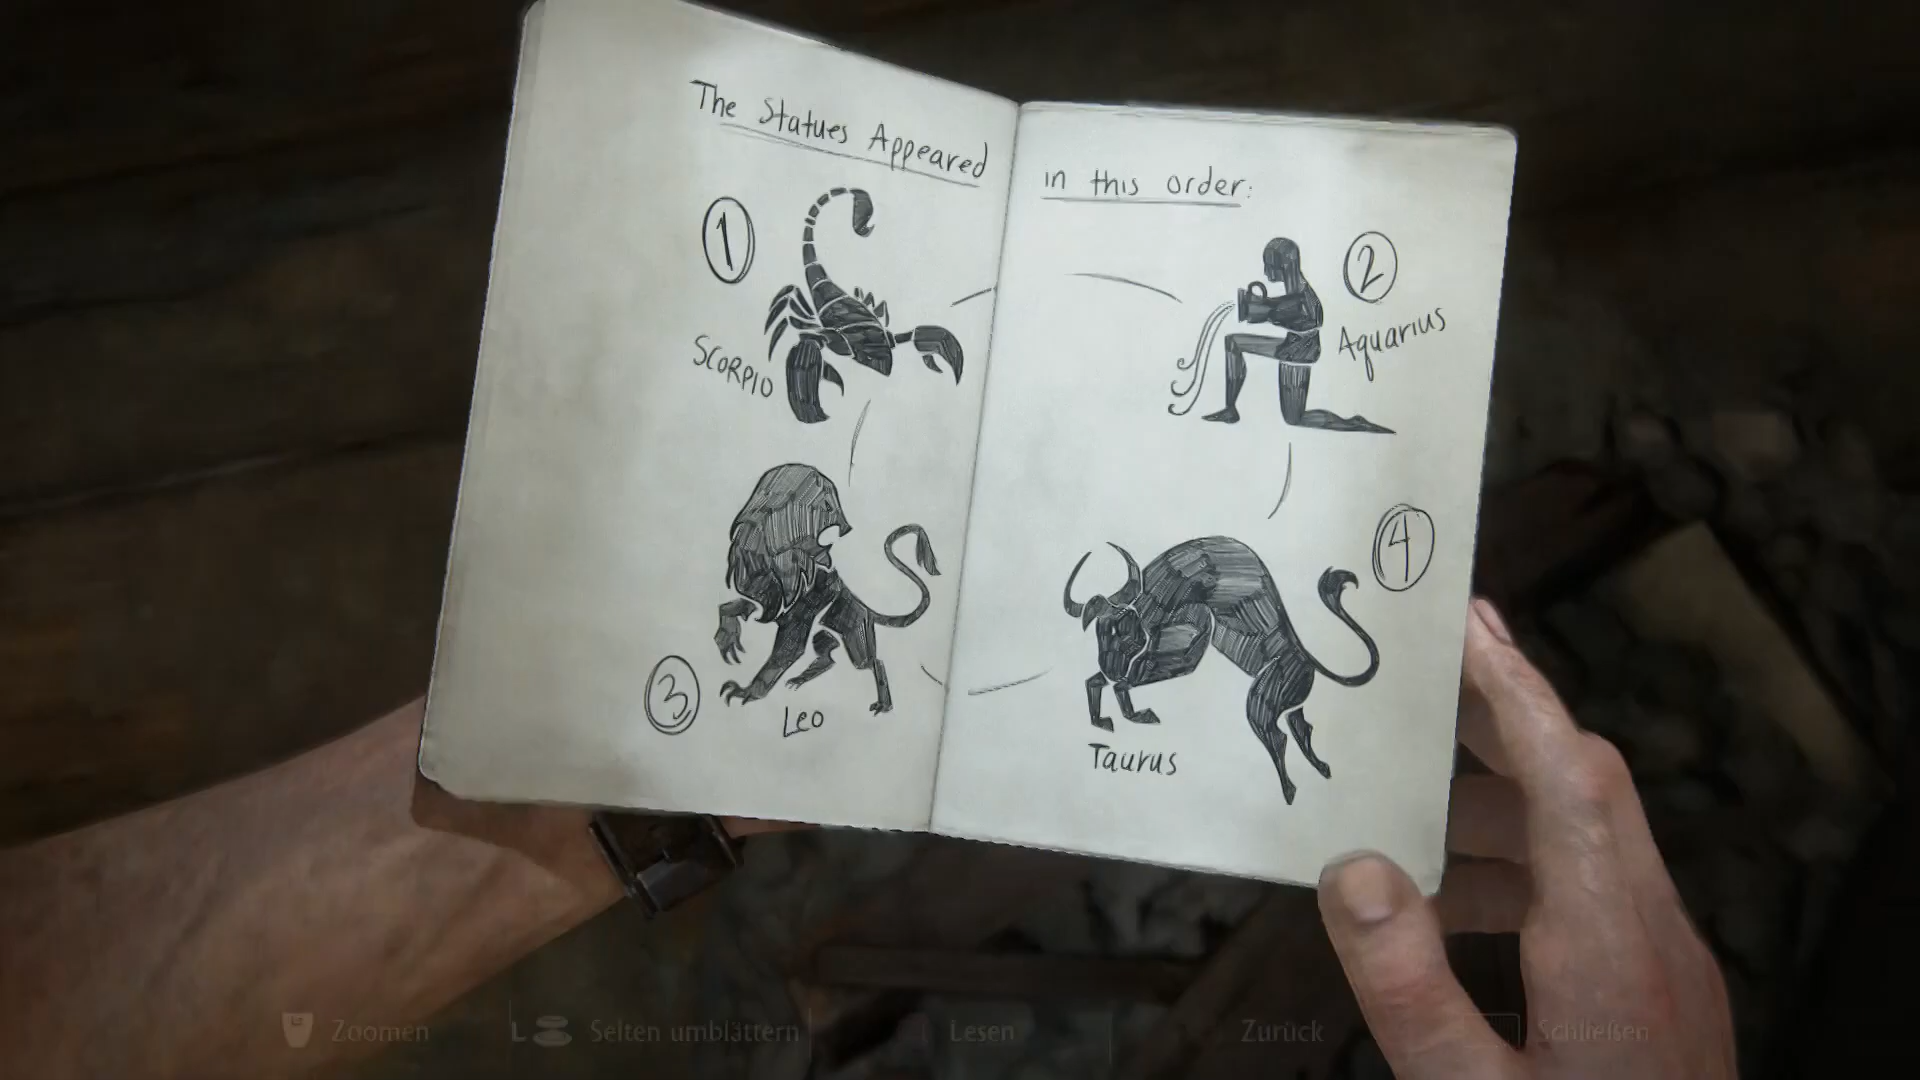 The Statues Appeared
in this order:
1
SCORPIO
2
Aquarius
3
Leo
4
Taurus
L2
Zoomen
L
Seiten umblättern
Lesen
Zurück
Schließen